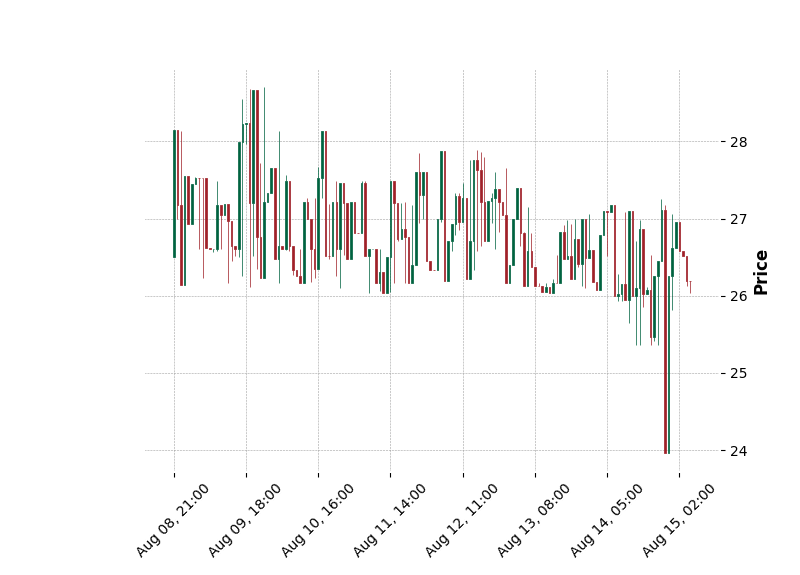 28
27
26
25
24
Price
Aug 08, 21:00
Aug 09, 18:00
Aug 10, 16:00
Aug 11, 14:00
Aug 12, 11:00
Aug 13, 08:00
Aug 14, 05:00
Aug 15, 02:00